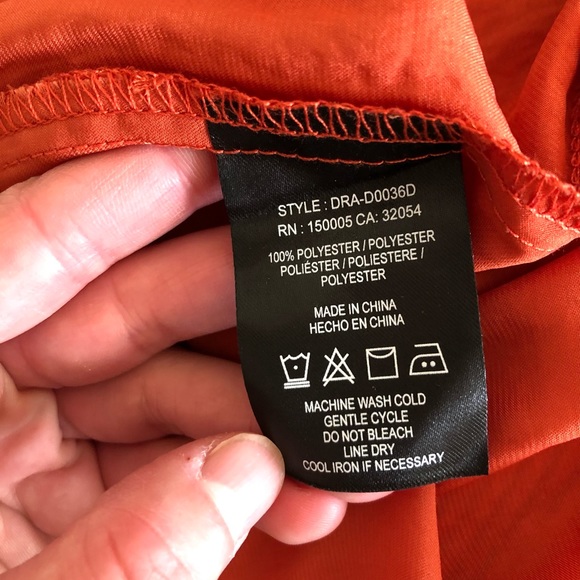 STYLE : DRA-D0036D
RN : 150005 CA: 32054
100% POLYESTER / POLYESTER
POLIÉSTER / POLIESTERE /
POLYESTER
MADE IN CHINA
HECHO EN CHINA
MACHINE WASH COLD
GENTLE CYCLE
DO NOT BLEACH
LINE DRY
COOL IRON IF NECESSARY